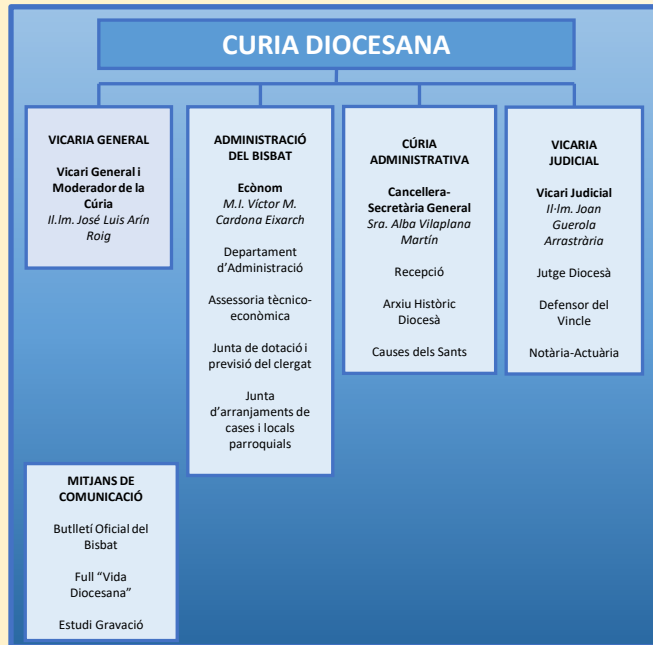 CURIA DIOCESANA
VICARIA GENERAL
Vicari General i
Moderador de la
Cúria
Il.lm. José Luis Arín
Roig
ADMINISTRACIÓ
DEL BISBAT
Ecònom
M.I. Víctor M.
Cardona Eixarch
Departament
d’Administració
Assessoria tècnico-
econòmica
Junta de dotació i
previsió del clergat
Junta
d’arranjaments de
cases i locals
parroquials
CÚRIA
ADMINISTRATIVA
Cancellera-
Secretària General
Sra. Alba Vilaplana
Martín
Recepció
Arxiu Històric
Diocesà
Causes dels Sants
VICARIA
JUDICIAL
Vicari Judicial
Il·lm. Joan
Guerola
Arrastrària
Jutge Diocesà
Defensor del
Vincle
Notària-Actuària
MITJANS DE
COMUNICACIÓ
Butlletí Oficial del
Bisbat
Full “Vida
Diocesana”
Estudi Gravació